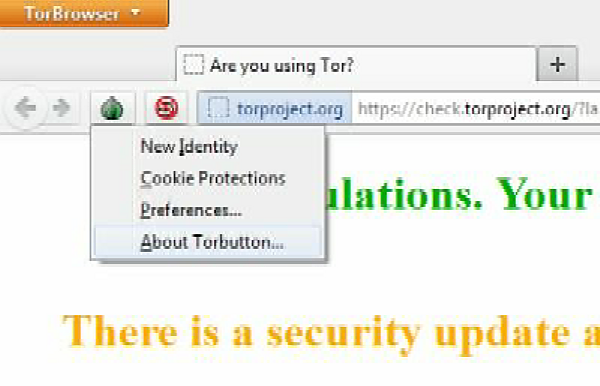 TorBrowser
Are you using Tor?
torproject.org https://check.torproject.org/?la
New Identity
Cookie Protections
Preferences...
About Torbutton...
ulations. Your
There is a security update a